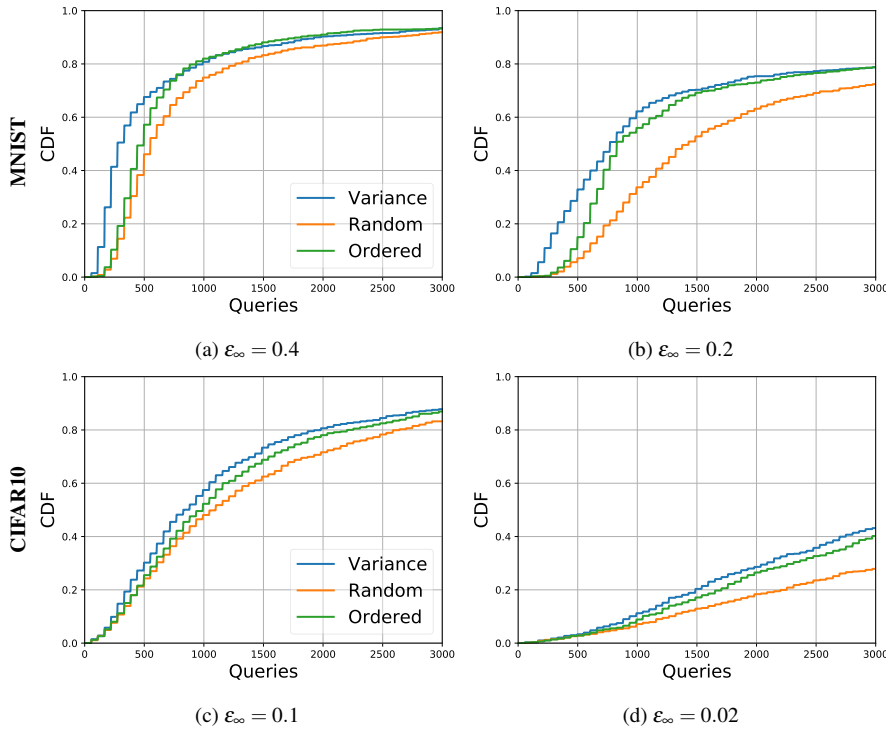 MNIST
CDF
1.0
0.8
0.6
0.4
0.2
0.0
0 500 1000 1500 2000 2500 3000
Queries
Variance
Random
Ordered
(a) ε∞ = 0.4
CDF
1.0
0.8
0.6
0.4
0.2
0.0
0 500 1000 1500 2000 2500 3000
Queries
(b) ε∞ = 0.2
CIFAR10
CDF
1.0
0.8
0.6
0.4
0.2
0.0
0 500 1000 1500 2000 2500 3000
Queries
Variance
Random
Ordered
(c) ε∞ = 0.1
CDF
1.0
0.8
0.6
0.4
0.2
0.0
0 500 1000 1500 2000 2500 3000
Queries
(d) ε∞ = 0.02